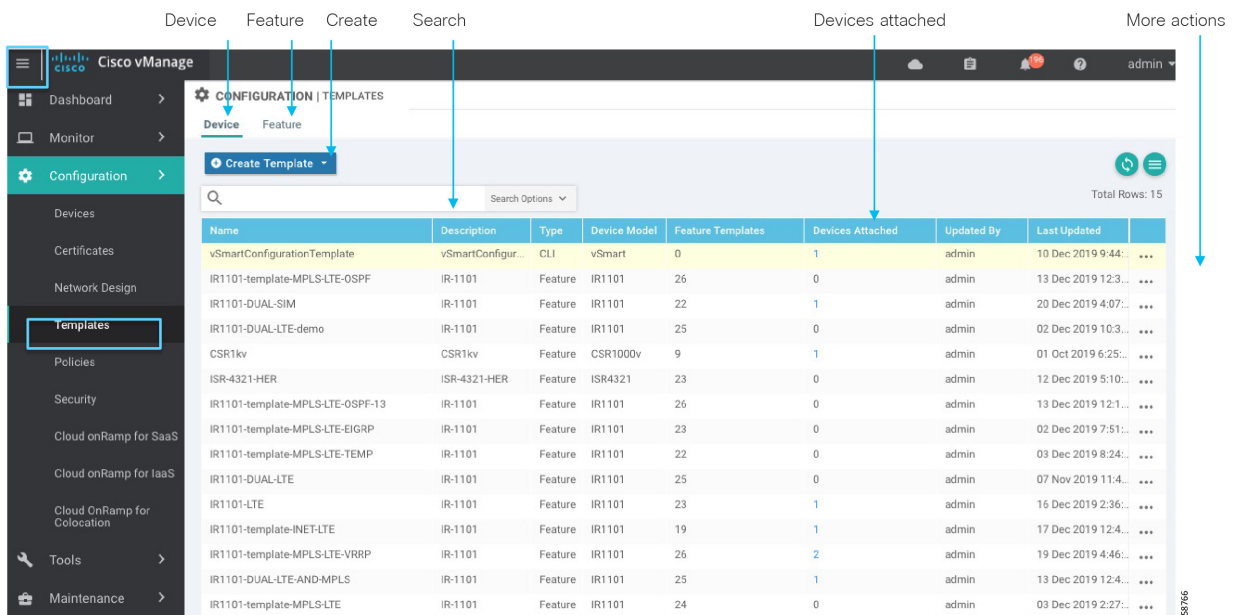 Device Feature Create Search Devices attached More actions
cisco Cisco vManage 196 admin
Dashboard
Monitor
Configuration
Devices
Certificates
Network Design
Templates
Policies
Security
Cloud onRamp for SaaS
Cloud onRamp for IaaS
Cloud OnRamp for
Colocation
Tools
Maintenance
CONFIGURATION | TEMPLATES
Device Feature
Create Template
Search Options
Total Rows: 15
Name Description Type Device Model Feature Templates Devices Attached Updated By Last Updated
vSmartConfigurationTemplate vSmartConfigur... CLI vSmart 0 1 admin 10 Dec 2019 9:44:.. ...
IR1101-template-MPLS-LTE-OSPF IR-1101 Feature IR1101 26 0 admin 13 Dec 2019 12:3... ...
IR1101-DUAL-SIM IR-1101 Feature IR1101 22 1 admin 20 Dec 2019 4:07:.. ...
IR1101-DUAL-LTE-demo IR-1101 Feature IR1101 25 0 admin 02 Dec 2019 10:3... ...
CSR1kv CSR1kv Feature CSR1000v 9 1 admin 01 Oct 2019 6:25:.. ...
ISR-4321-HER ISR-4321-HER Feature ISR4321 23 0 admin 12 Dec 2019 5:10:.. ...
IR1101-template-MPLS-LTE-OSPF-13 IR-1101 Feature IR1101 26 0 admin 13 Dec 2019 12:1... ...
IR1101-template-MPLS-LTE-EIGRP IR-1101 Feature IR1101 23 0 admin 02 Dec 2019 7:51:.. ...
IR1101-template-MPLS-LTE-TEMP IR-1101 Feature IR1101 22 0 admin 03 Dec 2019 8:24:.. ...
IR1101-DUAL-LTE IR-1101 Feature IR1101 25 0 admin 07 Nov 2019 11:4... ...
IR1101-LTE IR-1101 Feature IR1101 23 1 admin 16 Dec 2019 2:36:.. ...
IR1101-template-INET-LTE IR-1101 Feature IR1101 19 1 admin 17 Dec 2019 12:4... ...
IR1101-template-MPLS-LTE-VRRP IR-1101 Feature IR1101 26 2 admin 19 Dec 2019 4:46:.. ...
IR1101-DUAL-LTE-AND-MPLS IR-1101 Feature IR1101 25 1 admin 13 Dec 2019 12:4... ...
IR1101-template-MPLS-LTE IR-1101 Feature IR1101 24 0 admin 03 Dec 2019 2:27:.. ...